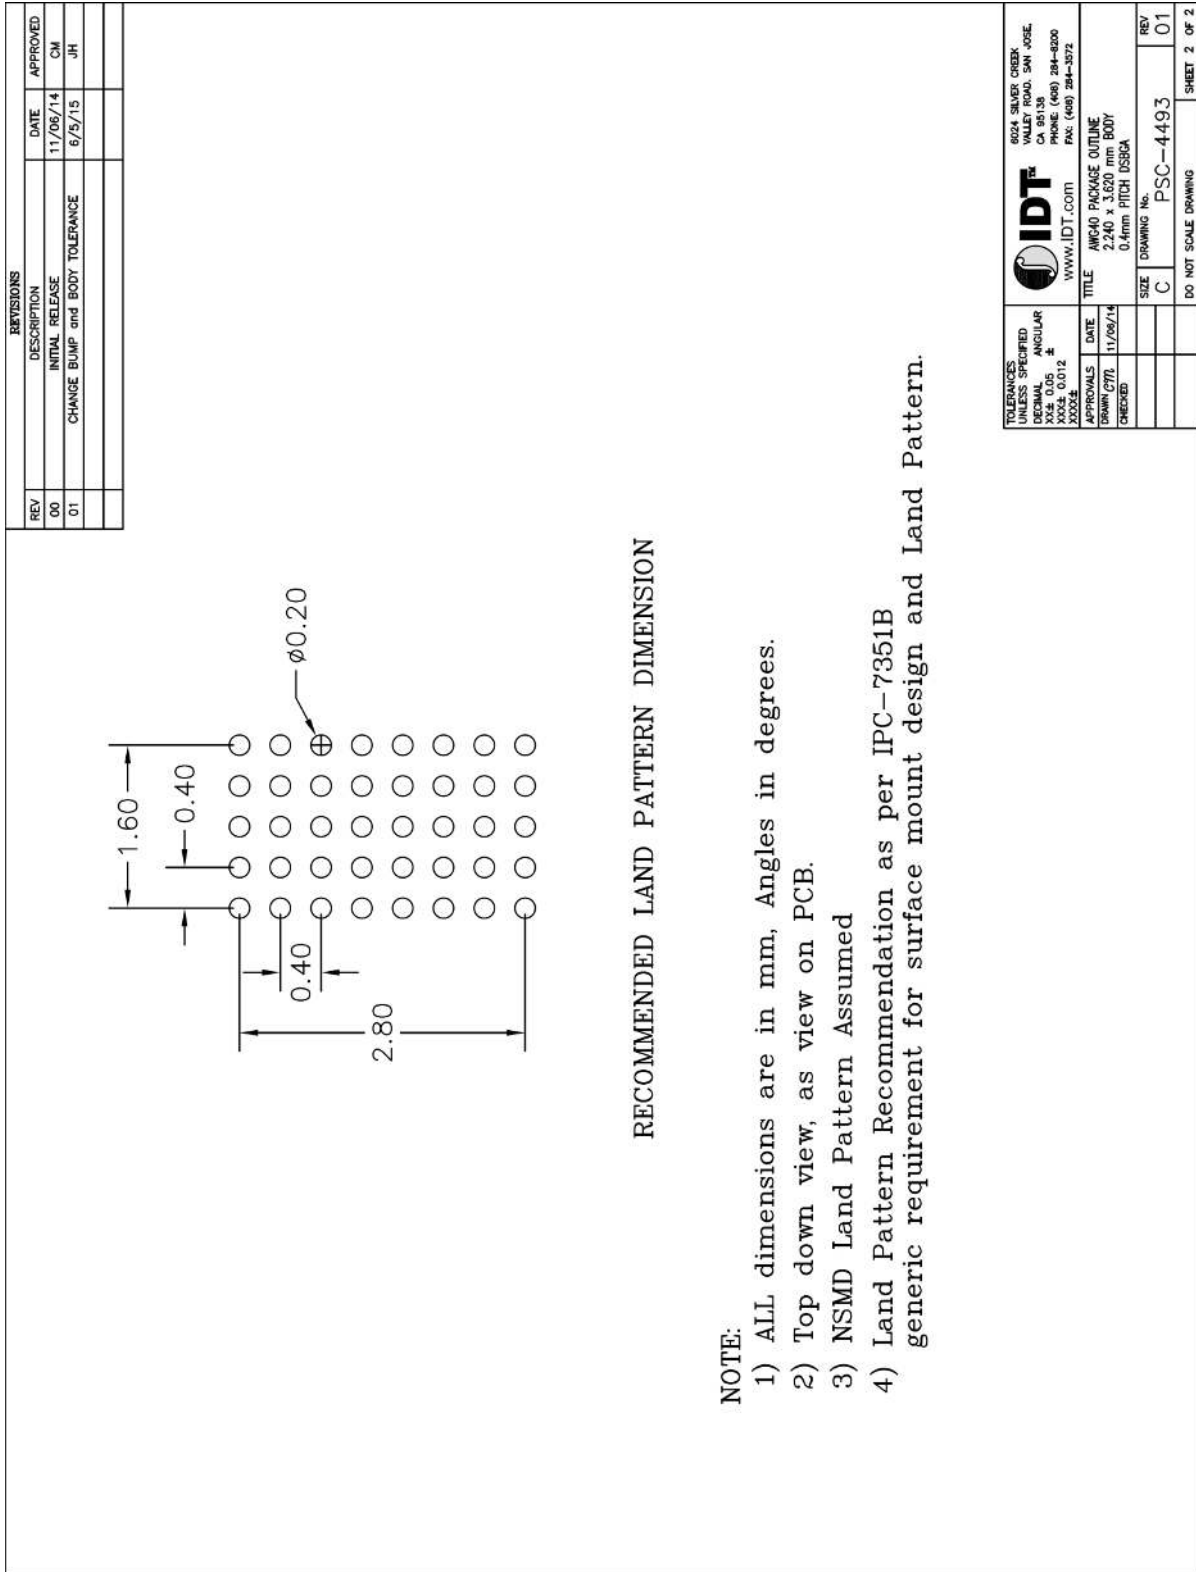 REVISIONS
REV DESCRIPTION DATE APPROVED
00 INITIAL RELEASE 11/06/14 CM
01 CHANGE BUMP and BODY TOLERANCE 6/5/15 JH
1.60
0.40
ø0.20
0.40
2.80
RECOMMENDED LAND PATTERN DIMENSION
NOTE:
1) ALL dimensions are in mm, Angles in degrees.
2) Top down view, as view on PCB.
3) NSMD Land Pattern Assumed
4) Land Pattern Recommendation as per IPC-7351B
generic requirement for surface mount design and Land Pattern.
TOLERANCES
UNLESS SPECIFIED
DECIMAL ANGULAR
XX± 0.05 ±
XXX± 0.012
XXXX±
APPROVALS DATE
DRAWN CM 11/06/14
CHECKED
IDT™
www.IDT.com
6024 SILVER CREEK
VALLEY ROAD. SAN JOSE,
CA 95138
PHONE: (408) 284-8200
FAX: (408) 284-3572
TITLE AWG40 PACKAGE OUTLINE
2.240 x 3.620 mm BODY
0.4mm PITCH DSBGA
SIZE DRAWING No. REV
C PSC-4493 01
DO NOT SCALE DRAWING SHEET 2 OF 2